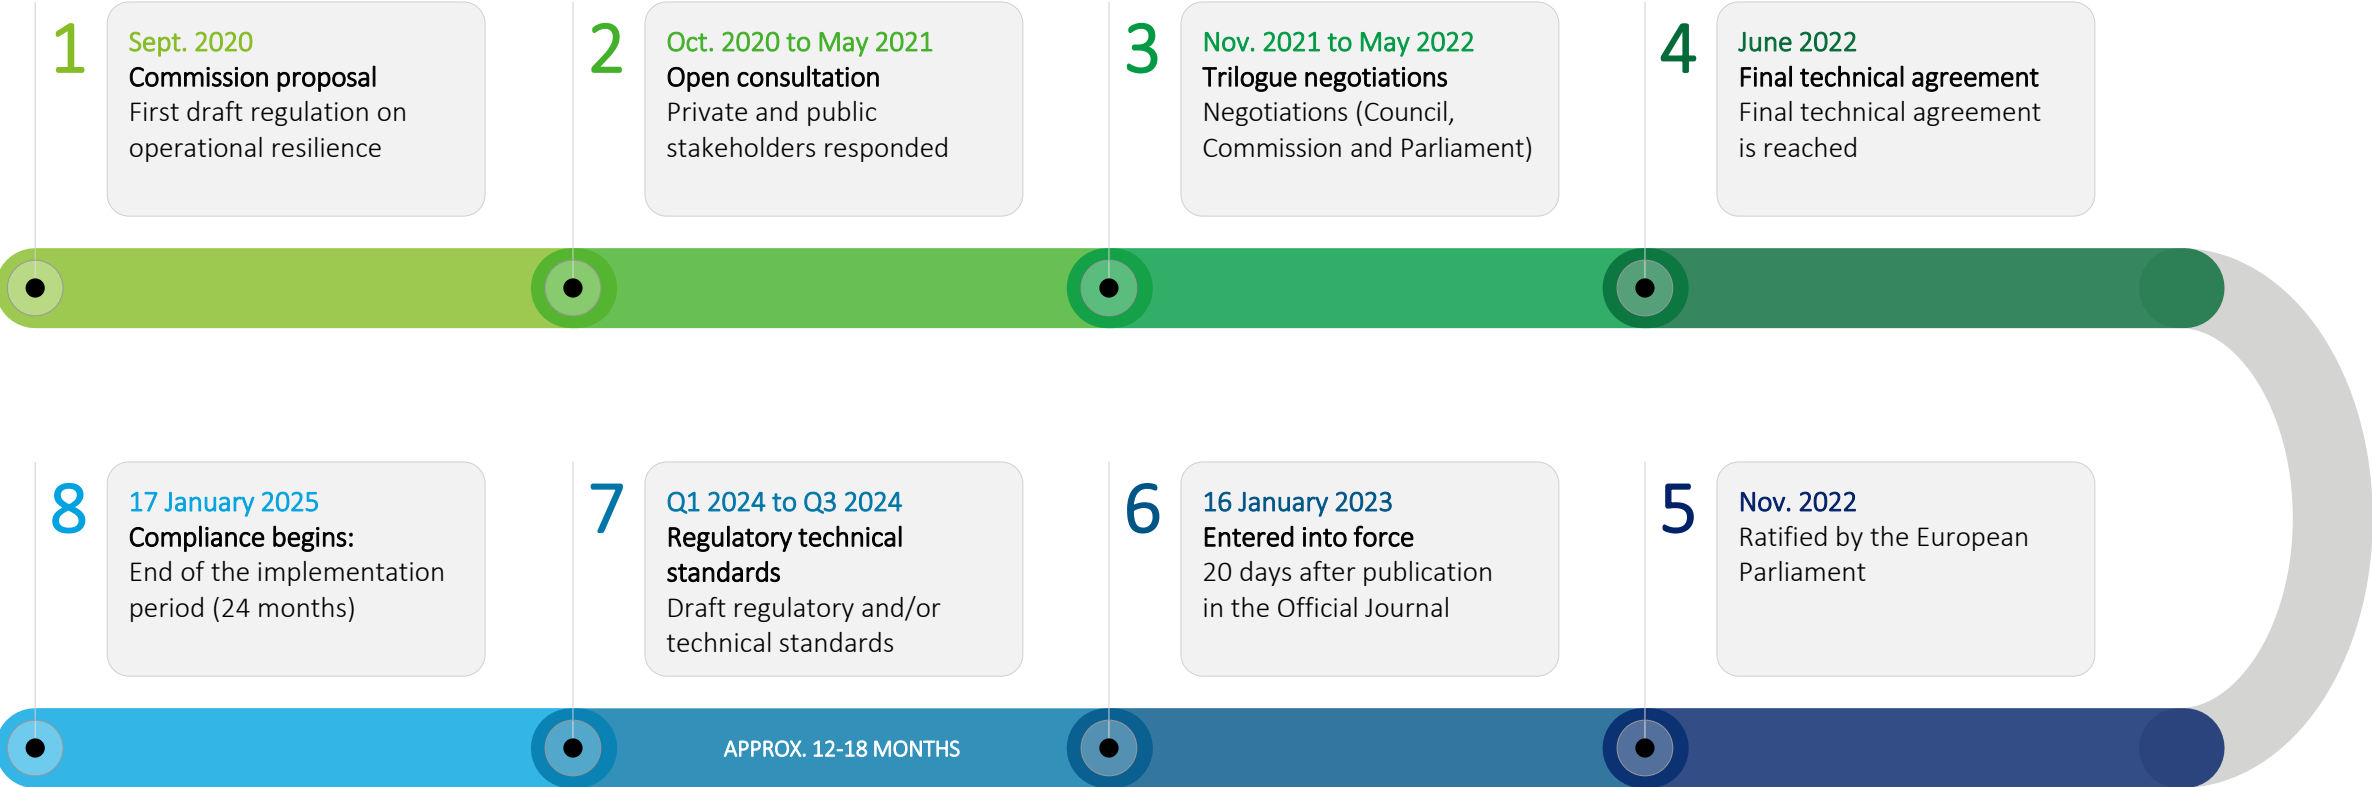 1
Sept. 2020
Commission proposal
First draft regulation on
operational resilience
2
Oct. 2020 to May 2021
Open consultation
Private and public
stakeholders responded
3
Nov. 2021 to May 2022
Trilogue negotiations
Negotiations (Council,
Commission and Parliament)
4
June 2022
Final technical agreement
Final technical agreement
is reached
5
Nov. 2022
Ratified by the European
Parliament
6
16 January 2023
Entered into force
20 days after publication
in the Official Journal
7
Q1 2024 to Q3 2024
Regulatory technical
standards
Draft regulatory and/or
technical standards
APPROX. 12-18 MONTHS
8
17 January 2025
Compliance begins:
End of the implementation
period (24 months)